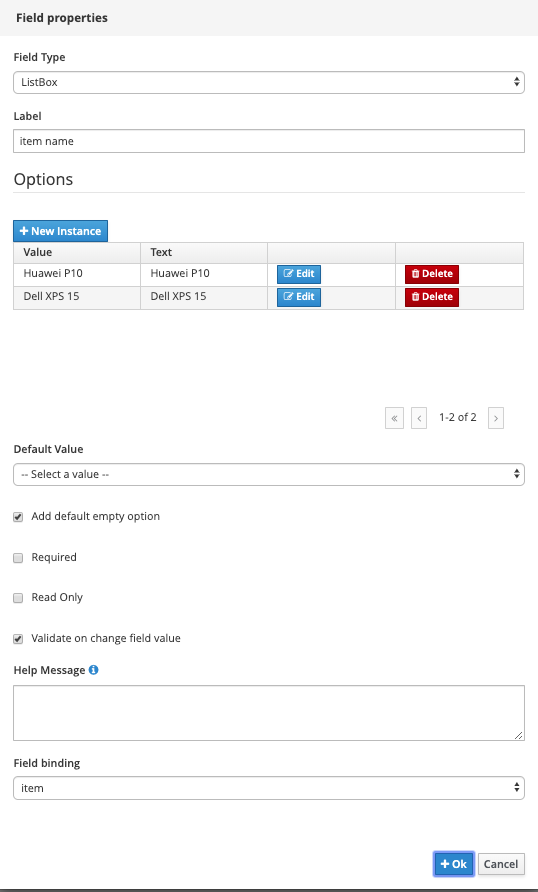 Field properties
Field Type
ListBox
Label
item name
Options
New Instance
Value Text
Huawei P10 Huawei P10 Edit Delete
Dell XPS 15 Dell XPS 15 Edit Delete
« ‹ 1-2 of 2 ›
Default Value
-- Select a value --
Add default empty option
Required
Read Only
Validate on change field value
Help Message
Field binding
item
+ Ok Cancel